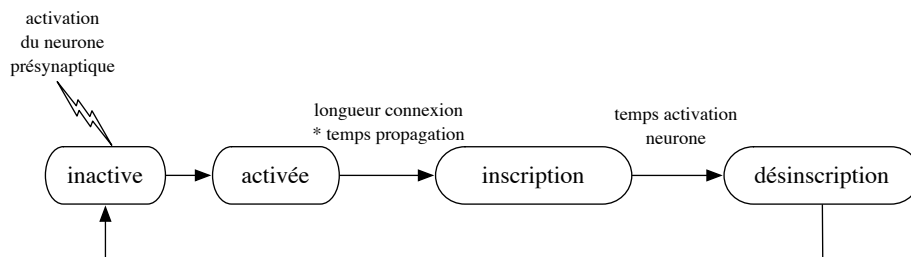 activation
du neurone
présynaptique
longueur connexion
* temps propagation
temps activation
neurone
inactive
activée
inscription
désinscription